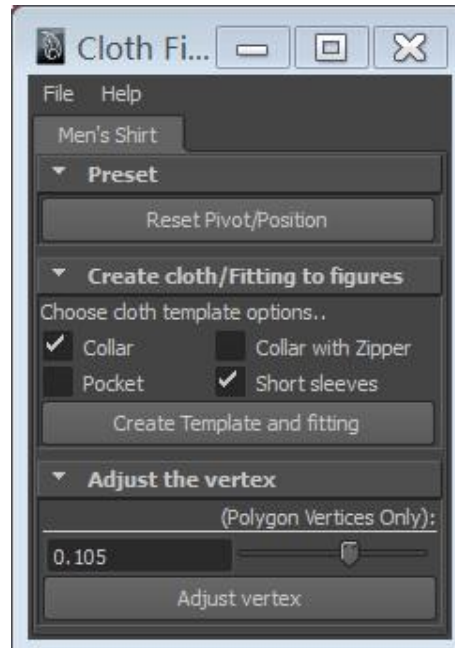 Cloth Fi...
File Help
Men's Shirt
Preset
Reset Pivot/Position
Create cloth/Fitting to figures
Choose cloth template options..
Collar Collar with Zipper
Pocket Short sleeves
Create Template and fitting
Adjust the vertex
(Polygon Vertices Only):
0.105
Adjust vertex